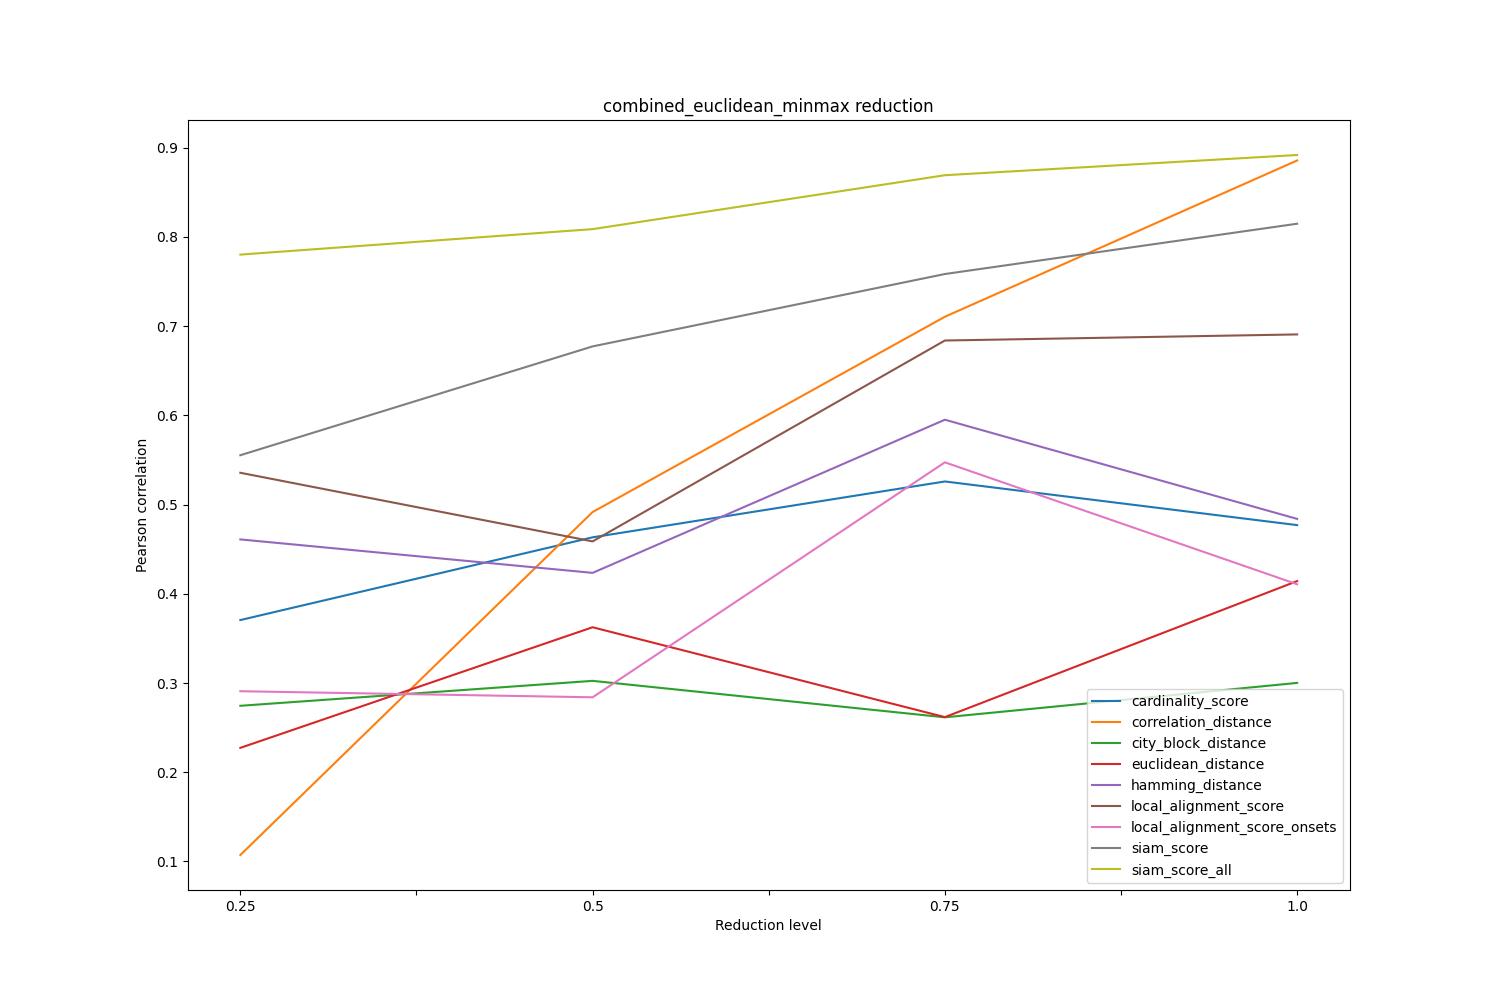 combined_euclidean_minmax reduction
Pearson correlation
0.9
0.8
0.7
0.6
0.5
0.4
0.3
0.2
0.1
0.25
0.5
0.75
1.0
Reduction level
cardinality_score
correlation_distance
city_block_distance
euclidean_distance
hamming_distance
local_alignment_score
local_alignment_score_onsets
siam_score
siam_score_all